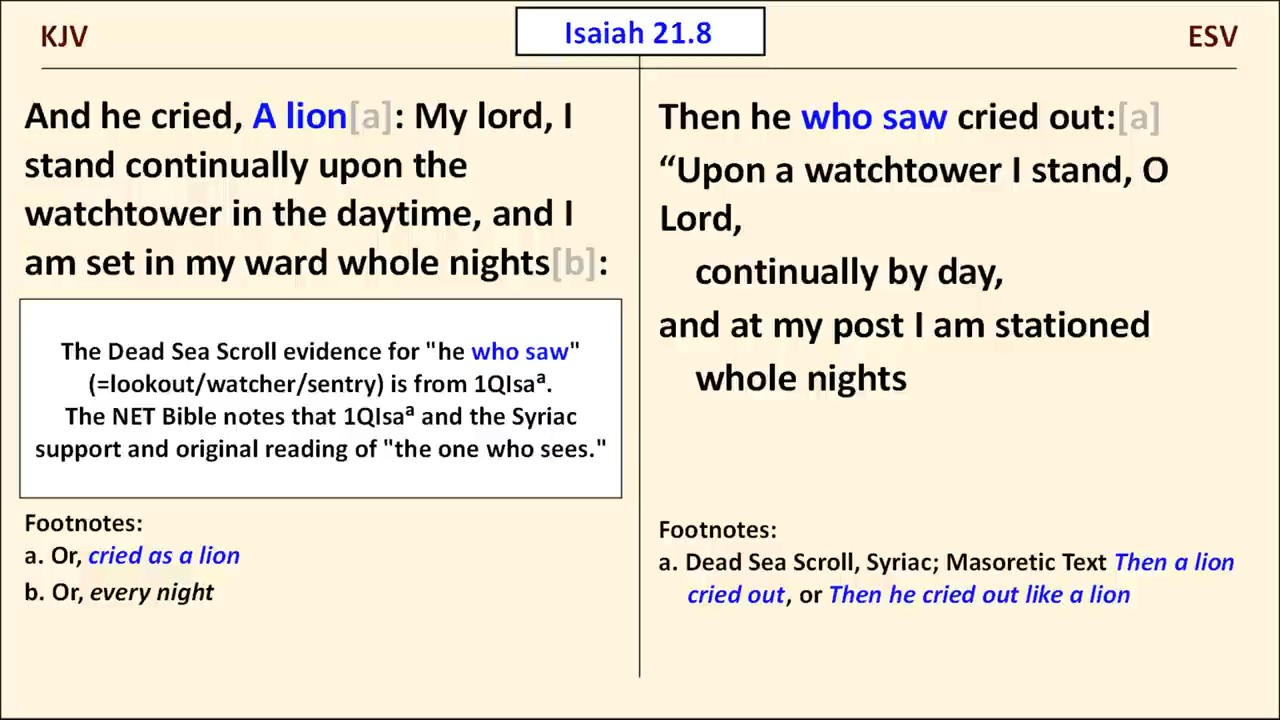 KJV
Isaiah 21.8
ESV
And he cried, A lion[a]: My lord, I
stand continually upon the
watchtower in the daytime, and I
am set in my ward whole nights[b]:
The Dead Sea Scroll evidence for "he who saw"
(=lookout/watcher/sentry) is from 1QIsaᵃ.
The NET Bible notes that 1QIsaᵃ and the Syriac
support and original reading of "the one who sees."
Footnotes:
a. Or, cried as a lion
b. Or, every night
Then he who saw cried out:[a]
“Upon a watchtower I stand, O
Lord,
continually by day,
and at my post I am stationed
whole nights
Footnotes:
a. Dead Sea Scroll, Syriac; Masoretic Text Then a lion
cried out, or Then he cried out like a lion